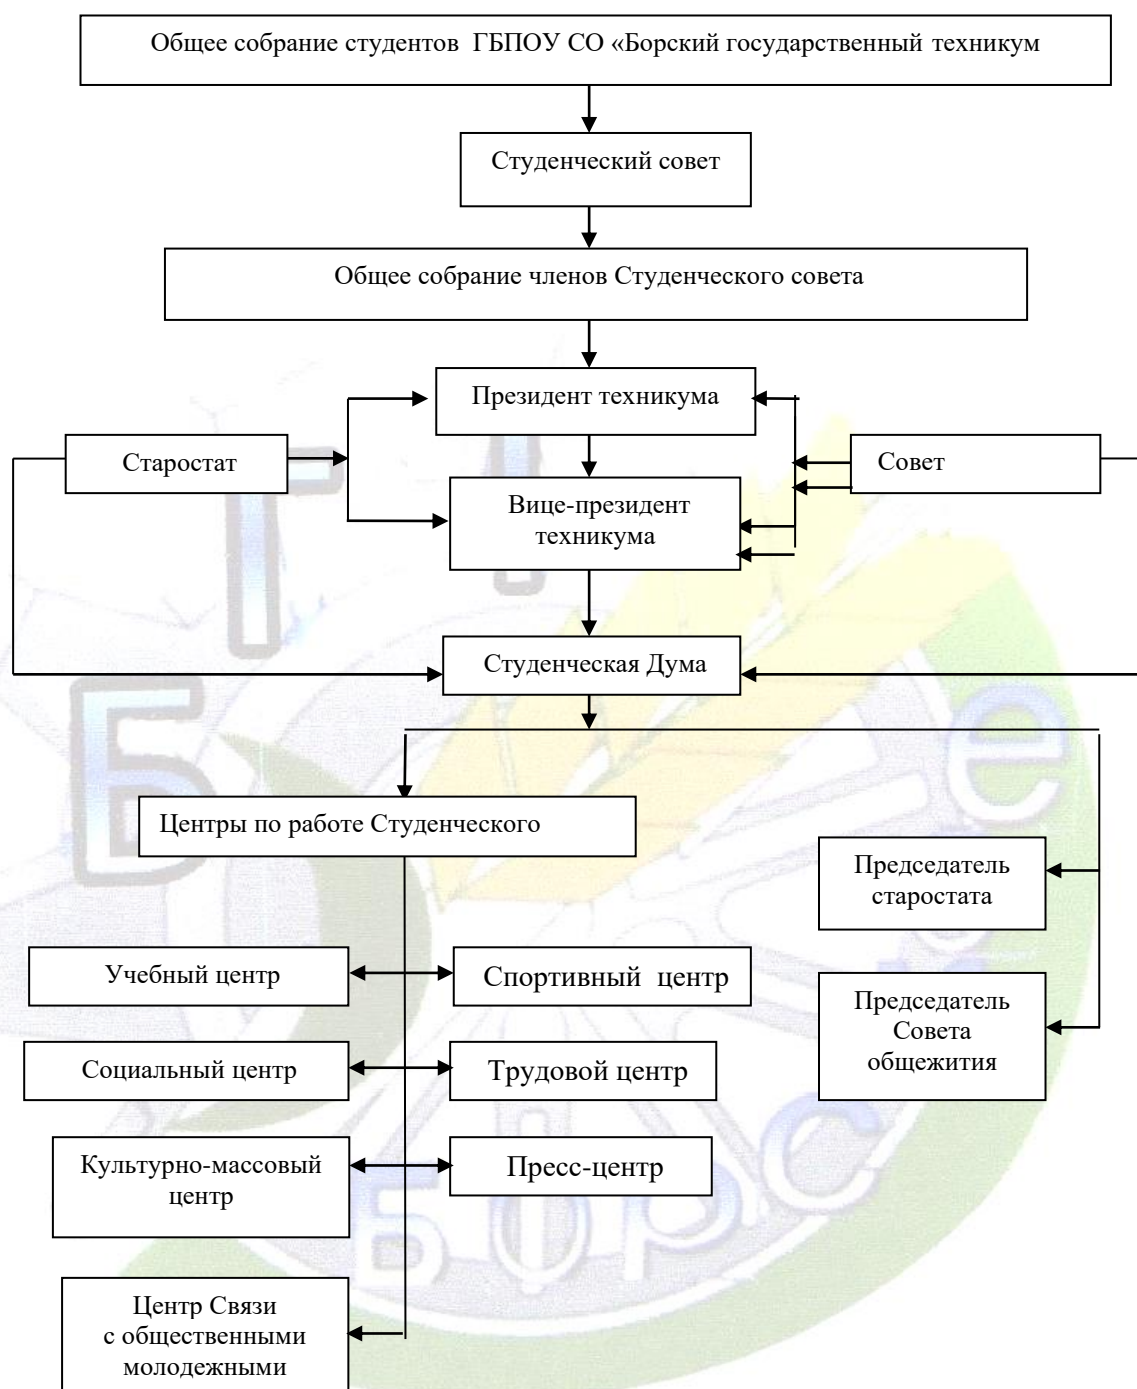 Общее собрание студентов ГБПОУ СО «Борский государственный техникум
Студенческий совет
Общее собрание членов Студенческого совета
Президент техникума
Старостат
Совет
Вице-президент
техникума
Студенческая Дума
Центры по работе Студенческого
Председатель
старостата
Учебный центр
Спортивный центр
Председатель
Совета
общежития
Социальный центр
Трудовой центр
Культурно-массовый
центр
Пресс-центр
Центр Связи
с общественными
молодежными